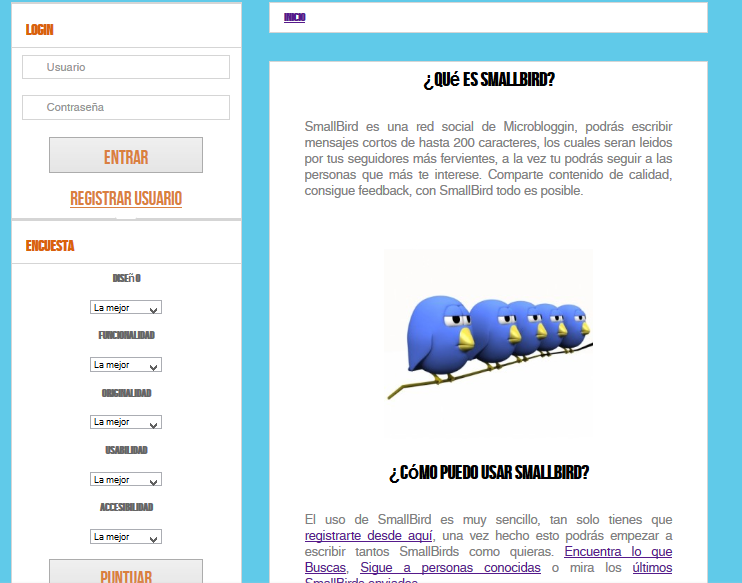 LOGIN
Usuario
Contraseña
ENTRAR
REGISTRAR USUARIO
ENCUESTA
DISEñO
La mejor
FUNCIONALIDAD
La mejor
ORIGINALIDAD
La mejor
USABILIDAD
La mejor
ACCESIBILIDAD
La mejor
PUNTUAR
INICIO
¿QUé ES SMALLBIRD?
SmallBird es una red social de Microbloggin, podrás escribir
mensajes cortos de hasta 200 caracteres, los cuales seran leidos
por tus seguidores más fervientes, a la vez tu podrás seguir a las
personas que más te interese. Comparte contenido de calidad,
consigue feedback, con SmallBird todo es posible.
¿CóMO PUEDO USAR SMALLBIRD?
El uso de SmallBird es muy sencillo, tan solo tienes que
registrarte desde aquí, una vez hecho esto podrás empezar a
escribir tantos SmallBirds como quieras. Encuentra lo que
Buscas, Sigue a personas conocidas o mira los últimos
SmallBirds enviados.